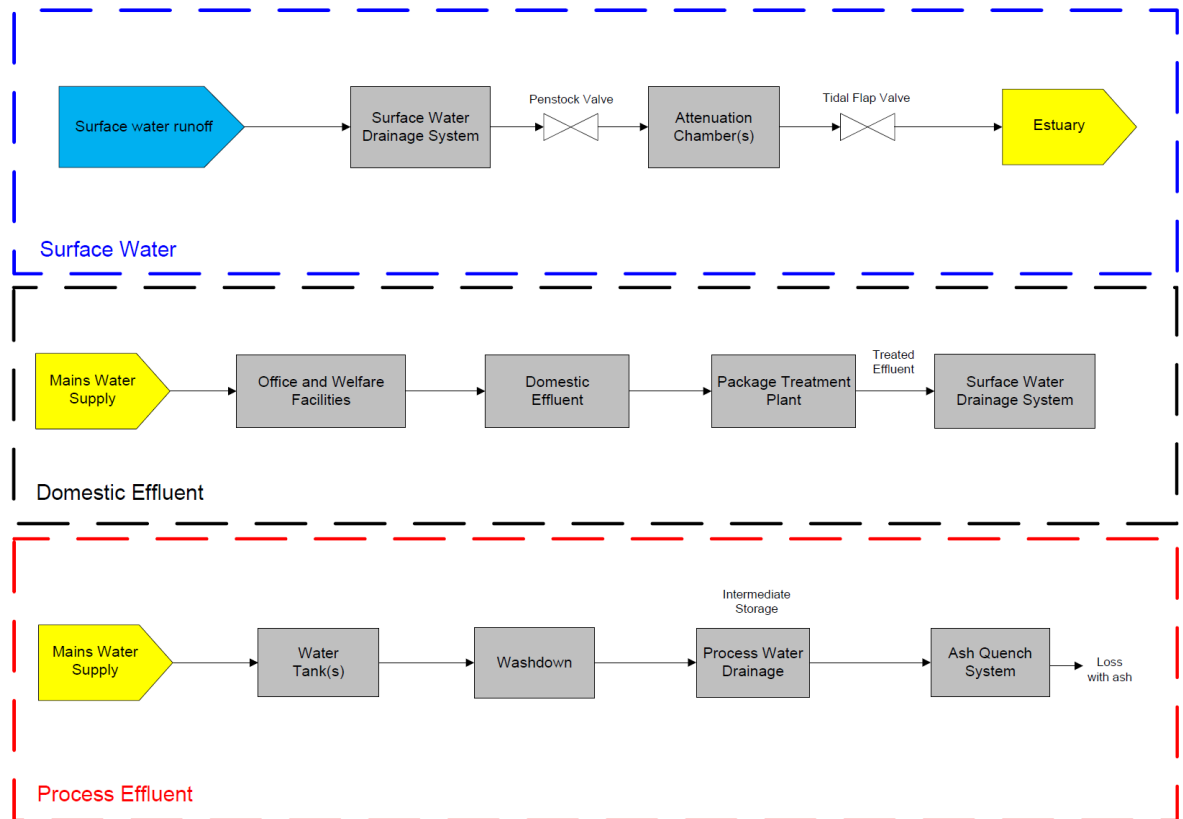 Penstock Valve
Tidal Flap Valve
Surface water runoff
Surface Water
Drainage System
Attenuation
Chamber(s)
Estuary
Surface Water
Mains Water
Supply
Office and Welfare
Facilities
Domestic
Effluent
Package Treatment
Plant
Treated
Effluent
Surface Water
Drainage System
Domestic Effluent
Mains Water
Supply
Water
Tank(s)
Washdown
Intermediate
Storage
Process Water
Drainage
Ash Quench
System
Loss
with ash
Process Effluent